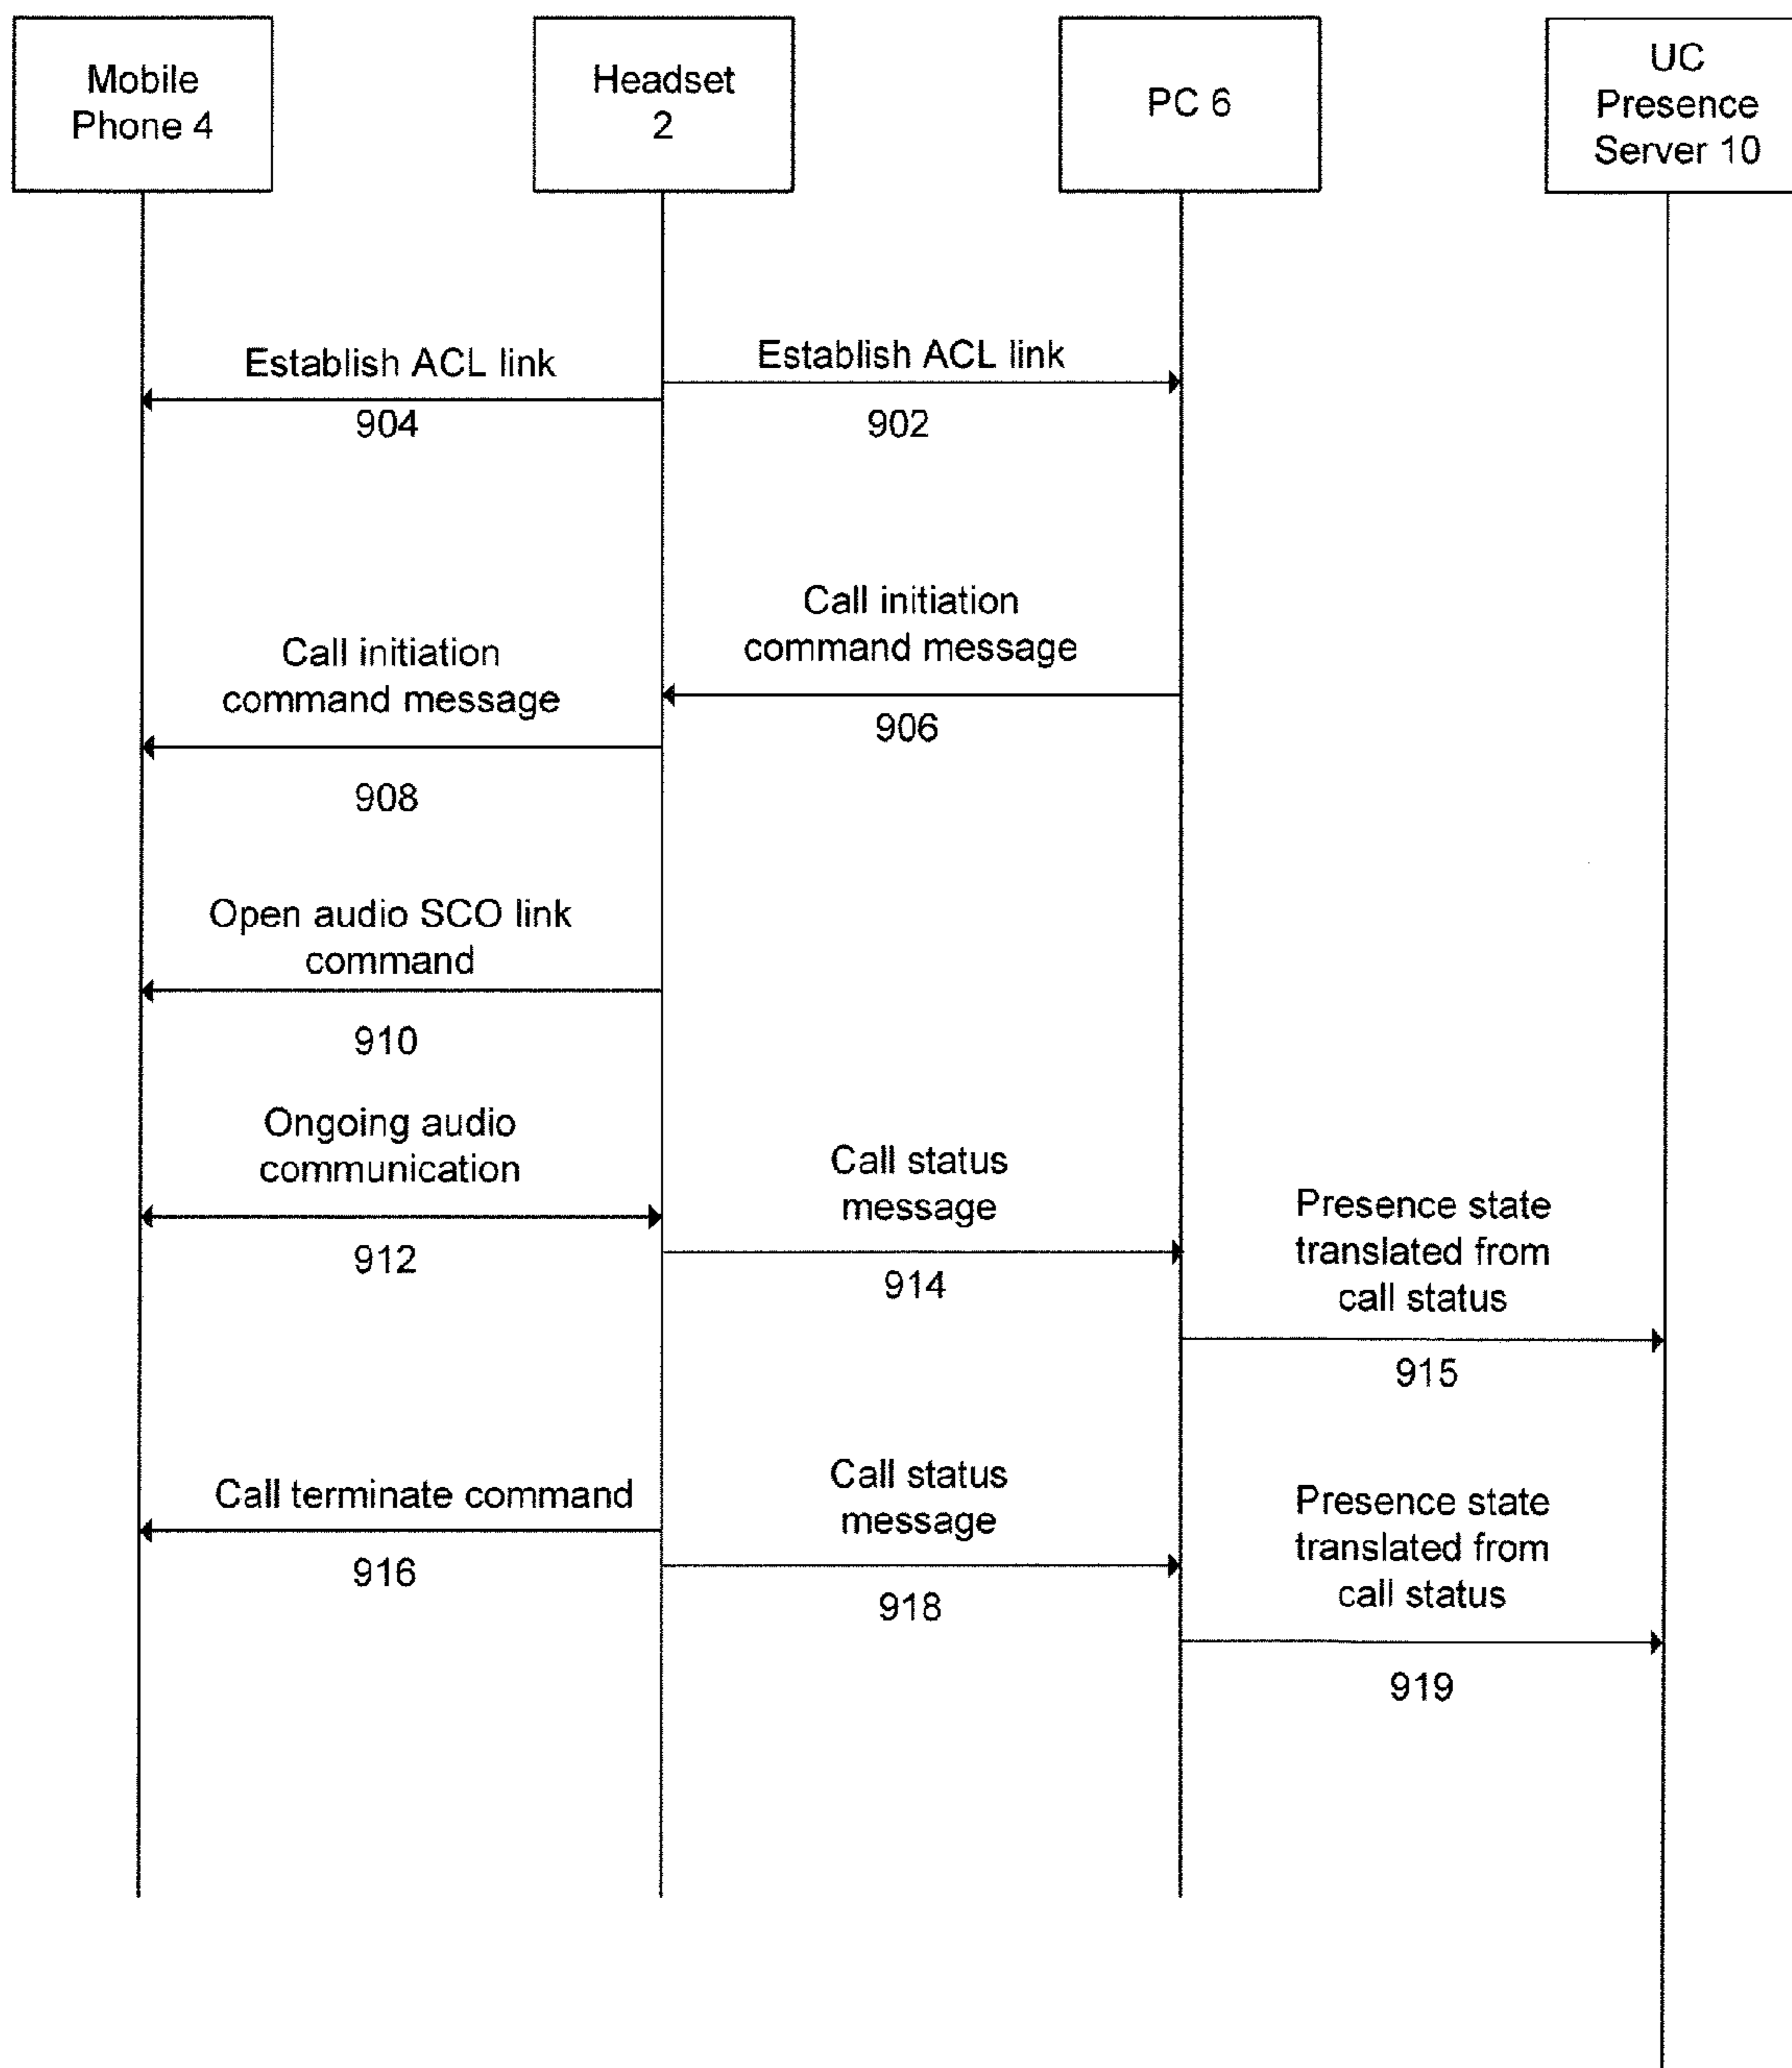 Mobile
Phone 4
Headset
2
PC 6
UC
Presence
Server 10
Establish ACL link
904
Establish ACL link
902
Call initiation
command message
906
Call initiation
command message
908
Open audio SCO link
command
910
Ongoing audio
communication
912
Call status
message
914
Presence state
translated from
call status
915
Call terminate command
916
Call status
message
918
Presence state
translated from
call status
919